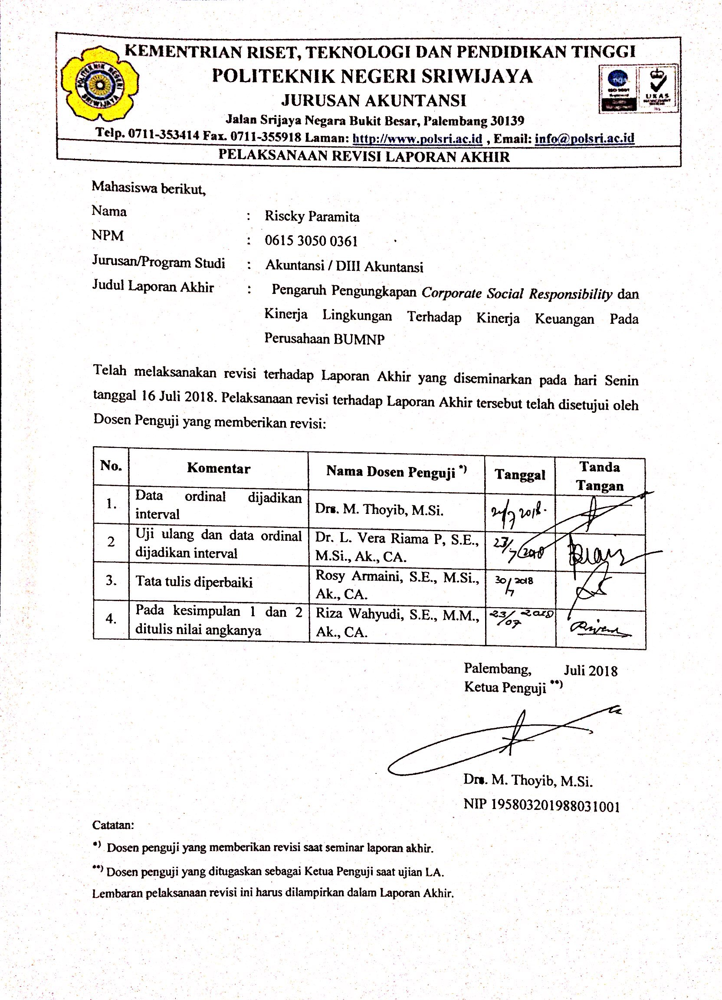 KEMENTRIAN RISET, TEKNOLOGI DAN PENDIDIKAN TINGGI
POLITEKNIK NEGERI SRIWIJAYA
JURUSAN AKUNTANSI
Jalan Srijaya Negara Bukit Besar, Palembang 30139
Telp. 0711-353414 Fax. 0711-355918 Laman: http://www.polsri.ac.id , Email: info@polsri.ac.id
POLITEKNIK NEGERI SRIWIJAYA
ISO 9001
UKAS
PELAKSANAAN REVISI LAPORAN AKHIR
Mahasiswa berikut,
Nama : Riscky Paramita
NPM : 0615 3050 0361
Jurusan/Program Studi : Akuntansi / DIII Akuntansi
Judul Laporan Akhir : Pengaruh Pengungkapan Corporate Social Responsibility dan
Kinerja Lingkungan Terhadap Kinerja Keuangan Pada
Perusahaan BUMNP
Telah melaksanakan revisi terhadap Laporan Akhir yang diseminarkan pada hari Senin
tanggal 16 Juli 2018. Pelaksanaan revisi terhadap Laporan Akhir tersebut telah disetujui oleh
Dosen Penguji yang memberikan revisi:
No. Komentar Nama Dosen Penguji *) Tanggal Tanda
Tangan
1. Data ordinal dijadikan
interval
Drs. M. Thoyib, M.Si. 2018.
2 Uji ulang dan data ordinal
dijadikan interval
Dr. L. Vera Riama P, S.E.,
M.Si., Ak., CA.
23/7 2018
3. Tata tulis diperbaiki
Rosy Armaini, S.E., M.Si.,
Ak., CA.
30/7 2018
4. Pada kesimpulan 1 dan 2
ditulis nilai angkanya
Riza Wahyudi, S.E., M.M.,
Ak., CA.
23/07 2018
Palembang, Juli 2018
Ketua Penguji **)
Drs. M. Thoyib, M.Si.
NIP 195803201988031001
Catatan:
*) Dosen penguji yang memberikan revisi saat seminar laporan akhir.
**) Dosen penguji yang ditugaskan sebagai Ketua Penguji saat ujian LA.
Lembaran pelaksanaan revisi ini harus dilampirkan dalam Laporan Akhir.